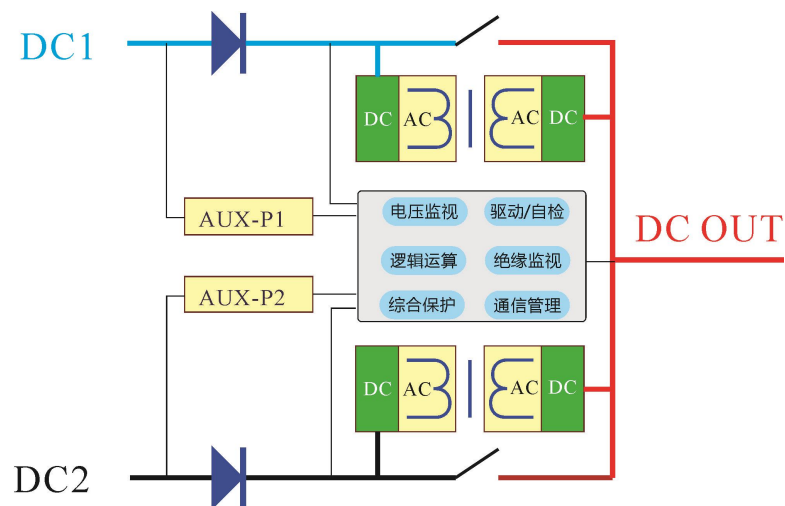 DC1
DC AC AC DC
电压监视 驱动/自检
AUX-P1
DC OUT
逻辑运算 绝缘监视
AUX-P2
综合保护 通信管理
DC AC AC DC
DC2